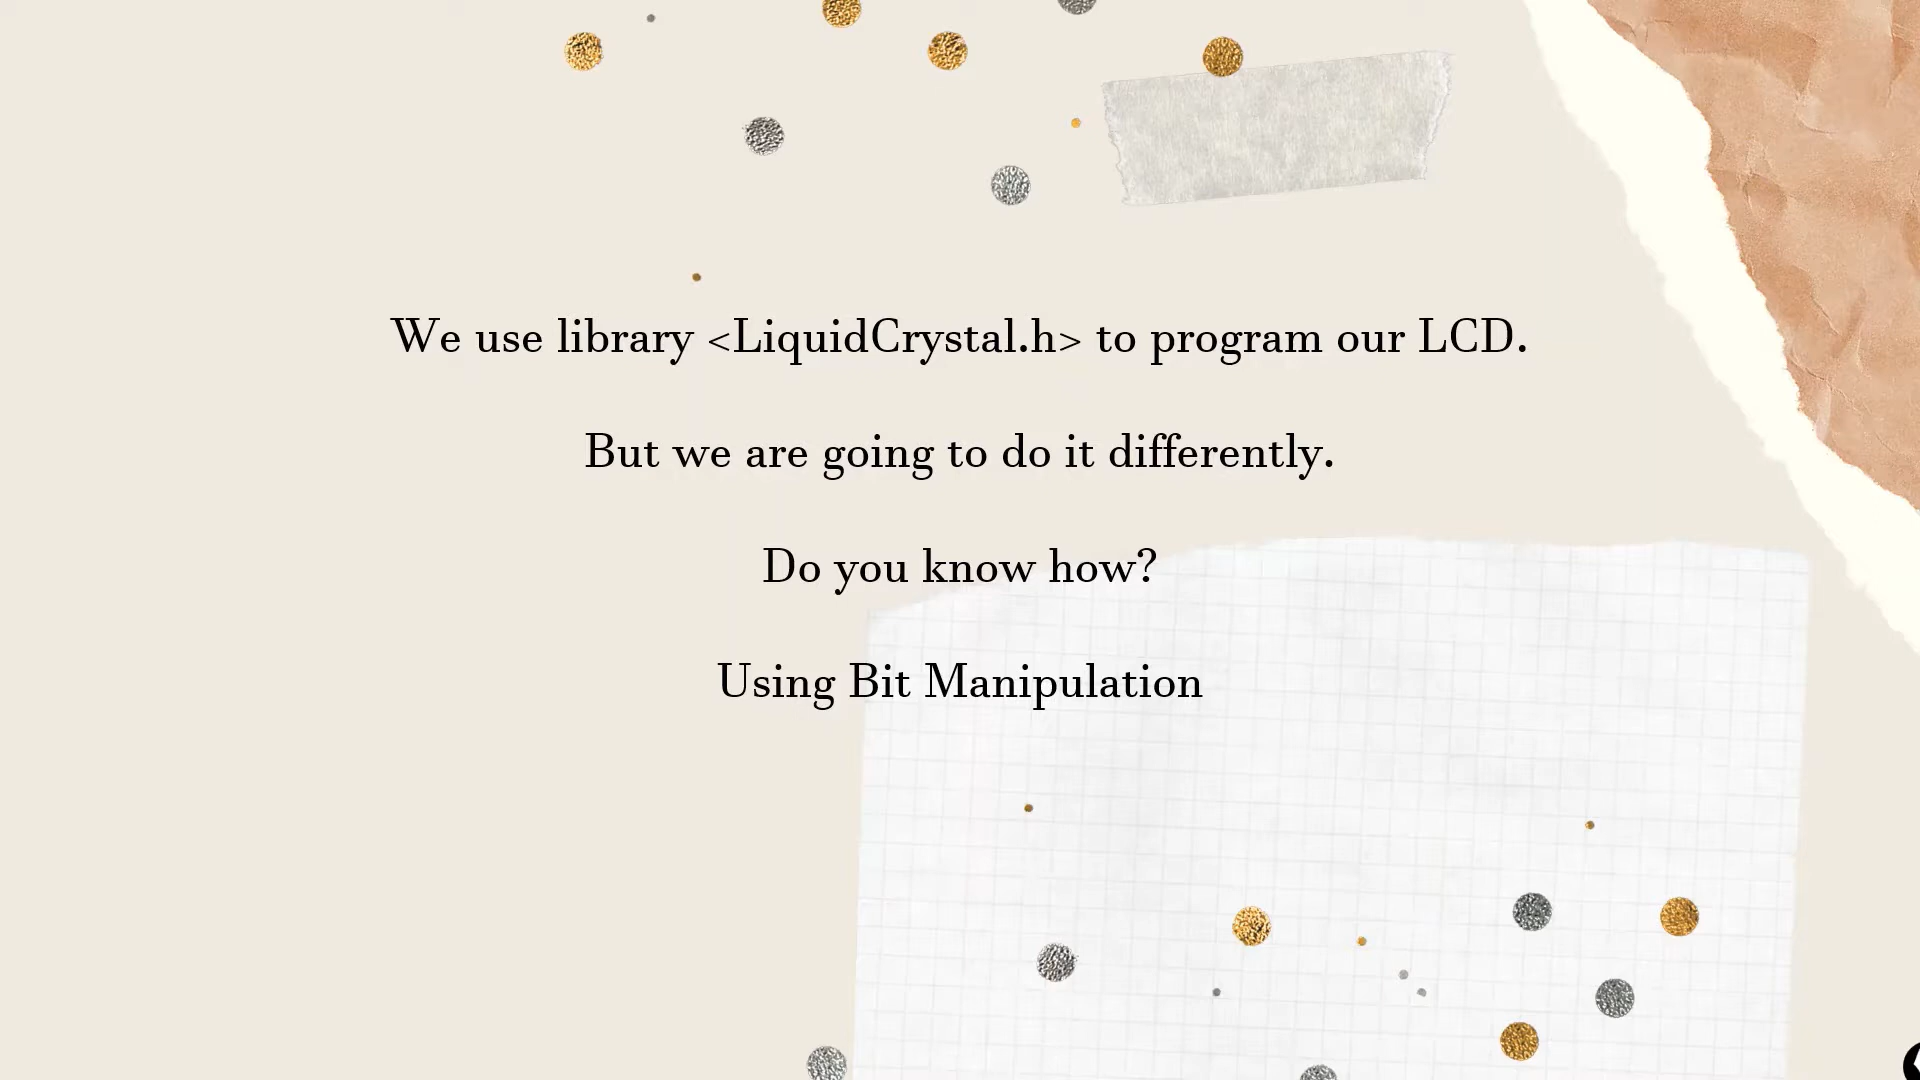 We use library <LiquidCrystal.h> to program our LCD.
But we are going to do it differently.
Do you know how?
Using Bit Manipulation